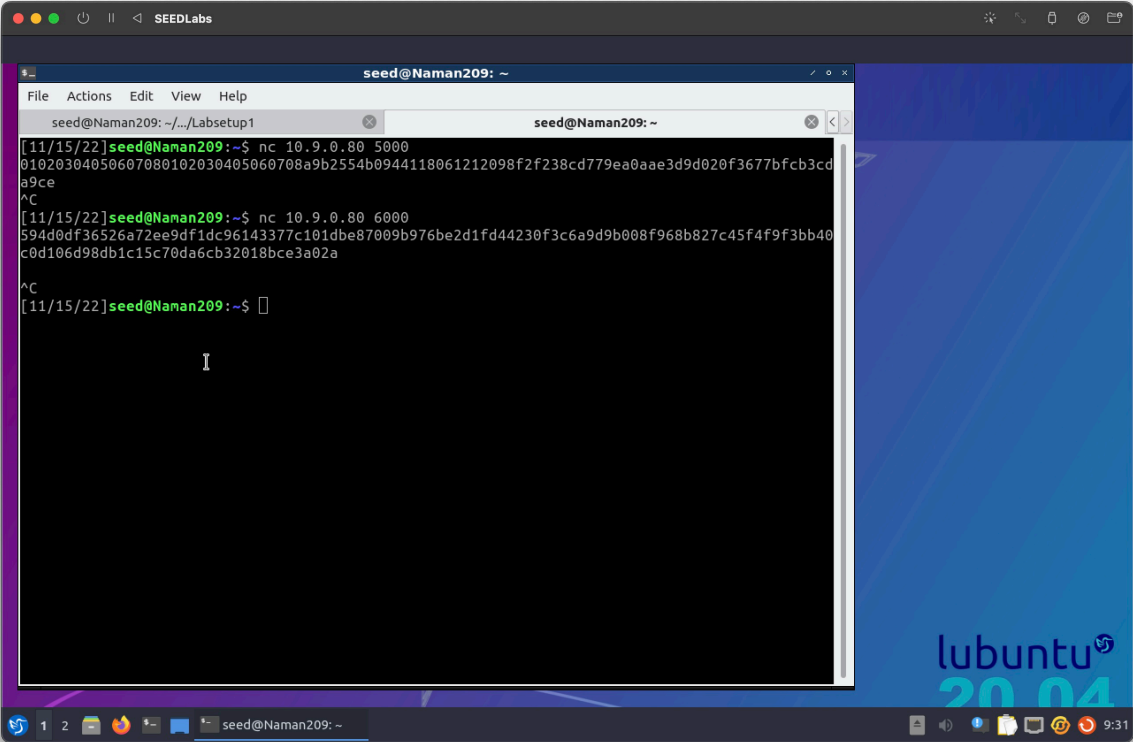 SEEDLabs
seed@Naman209: ~
File Actions Edit View Help
seed@Naman209: ~/.../Labsetup1
seed@Naman209: ~
[11/15/22]seed@Naman209:~$ nc 10.9.0.80 5000
01020304050607080102030405060708a9b2554b0944118061212098f2f238cd779ea0aae3d9d020f3677bfcb3cd
a9ce
^C
[11/15/22]seed@Naman209:~$ nc 10.9.0.80 6000
594d0df36526a72ee9df1dc96143377c101dbe87009b976be2d1fd44230f3c6a9d9b008f968b827c45f4f9f3bb40
c0d106d98db1c15c70da6cb32018bce3a02a
^C
[11/15/22]seed@Naman209:~$
lubuntu
20.04
1 2 seed@Naman209: ~ 9:31